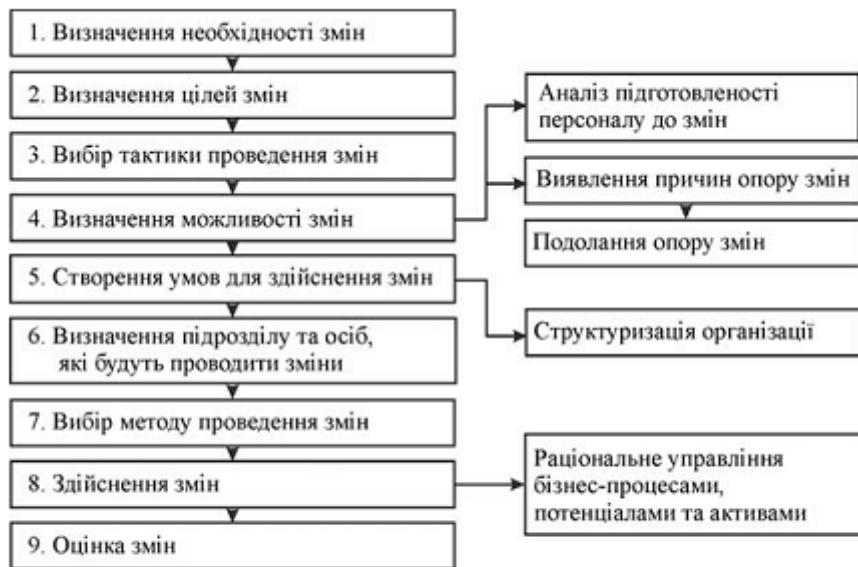 1. Визначення необхідності змін
2. Визначення цілей змін
3. Вибір тактики проведення змін
4. Визначення можливості змін
5. Створення умов для здійснення змін
6. Визначення підрозділу та осіб,
які будуть проводити зміни
7. Вибір методу проведення змін
8. Здійснення змін
9. Оцінка змін
Аналіз підготовленості
персоналу до змін
Виявлення причин опору змін
Подолання опору змін
Структуризація організації
Раціональне управління
бізнес-процесами,
потенціалами та активами